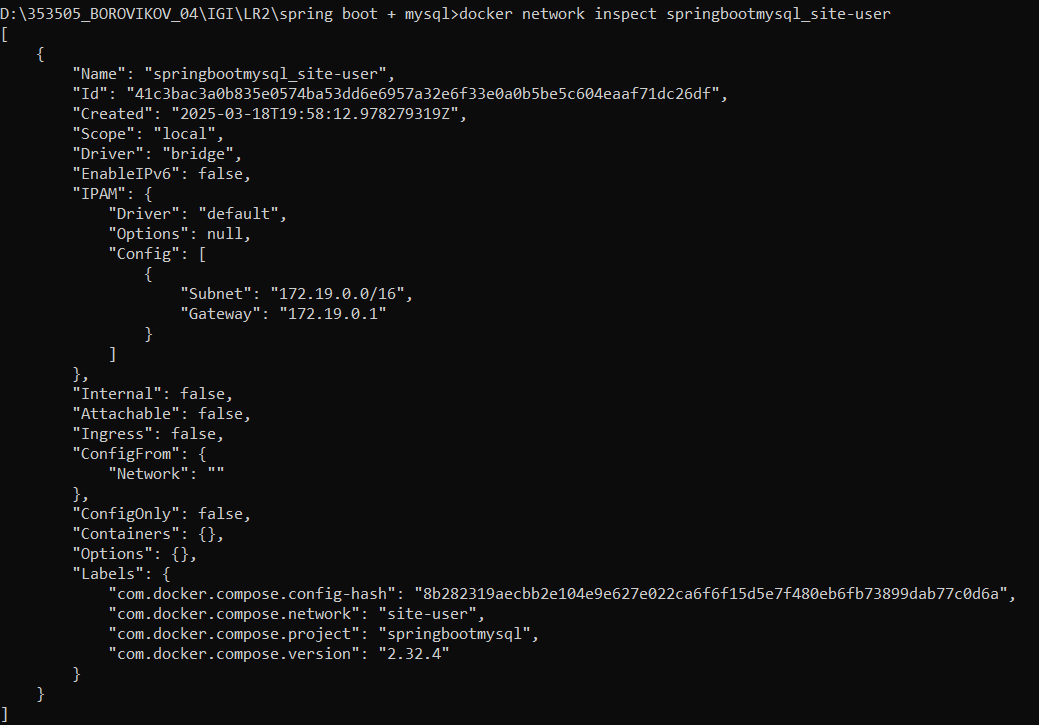 D:\353505_BOROVIKOV_04\IGI\LR2\spring boot + mysql>docker network inspect springbootmysql_site-user
[
    {
        "Name": "springbootmysql_site-user",
        "Id": "41c3bac3a0b835e0574ba53dd6e6957a32e6f33e0a0b5be5c604eaaf71dc26df",
        "Created": "2025-03-18T19:58:12.978279319Z",
        "Scope": "local",
        "Driver": "bridge",
        "EnableIPv6": false,
        "IPAM": {
            "Driver": "default",
            "Options": null,
            "Config": [
                {
                    "Subnet": "172.19.0.0/16",
                    "Gateway": "172.19.0.1"
                }
            ]
        },
        "Internal": false,
        "Attachable": false,
        "Ingress": false,
        "ConfigFrom": {
            "Network": ""
        },
        "ConfigOnly": false,
        "Containers": {},
        "Options": {},
        "Labels": {
            "com.docker.compose.config-hash": "8b282319aecbb2e104e9e627e022ca6f6f15d5e7f480eb6fb73899dab77c0d6a",
            "com.docker.compose.network": "site-user",
            "com.docker.compose.project": "springbootmysql",
            "com.docker.compose.version": "2.32.4"
        }
    }
]